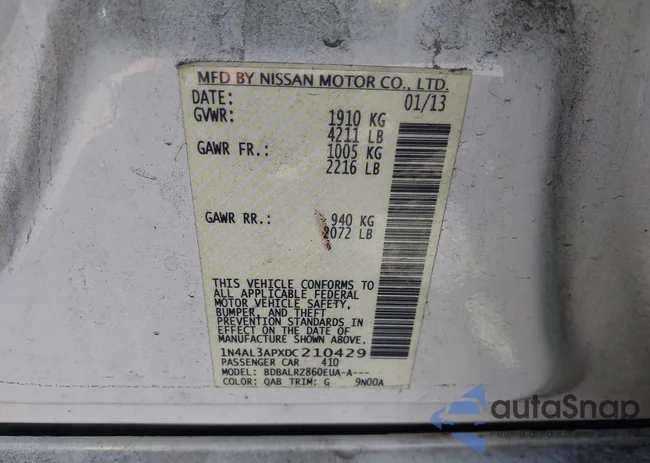 MFD BY NISSAN MOTOR CO., LTD.
DATE: 01/13
GVWR: 1910 KG
4211 LB
GAWR FR.: 1005 KG
2216 LB
GAWR RR.: 940 KG
2072 LB
THIS VEHICLE CONFORMS TO
ALL APPLICABLE FEDERAL
MOTOR VEHICLE SAFETY,
BUMPER, AND THEFT
PREVENTION STANDARDS IN
EFFECT ON THE DATE OF
MANUFACTURE SHOWN ABOVE.
1N4AL3APXDC210429
PASSENGER CAR 410
MODEL: BDBALRZ860EUA-A---
COLOR: QAB TRIM: G 9N00A
autaSnap
Pewne auta z